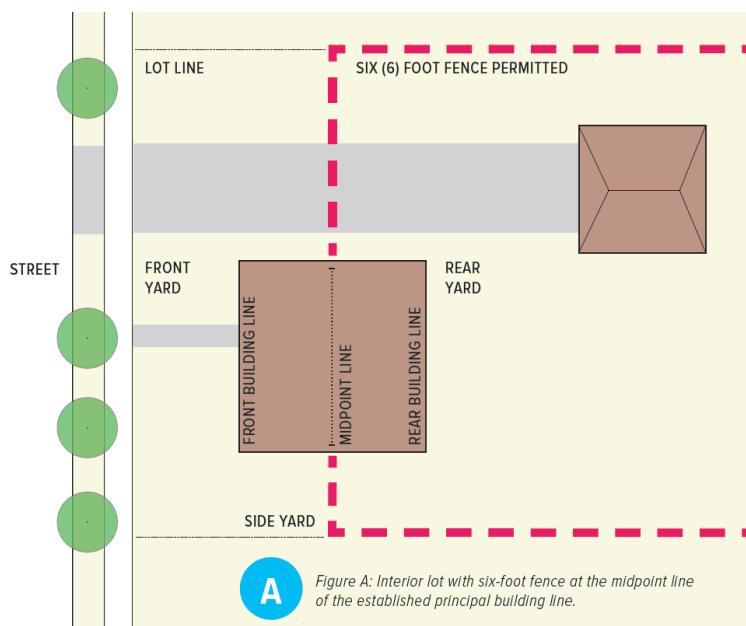 LOT LINE
SIX (6) FOOT FENCE PERMITTED
STREET
FRONT
YARD
REAR
YARD
FRONT BUILDING LINE
MIDPOINT LINE
REAR BUILDING LINE
SIDE YARD
A
Figure A: Interior lot with six-foot fence at the midpoint line
of the established principal building line.